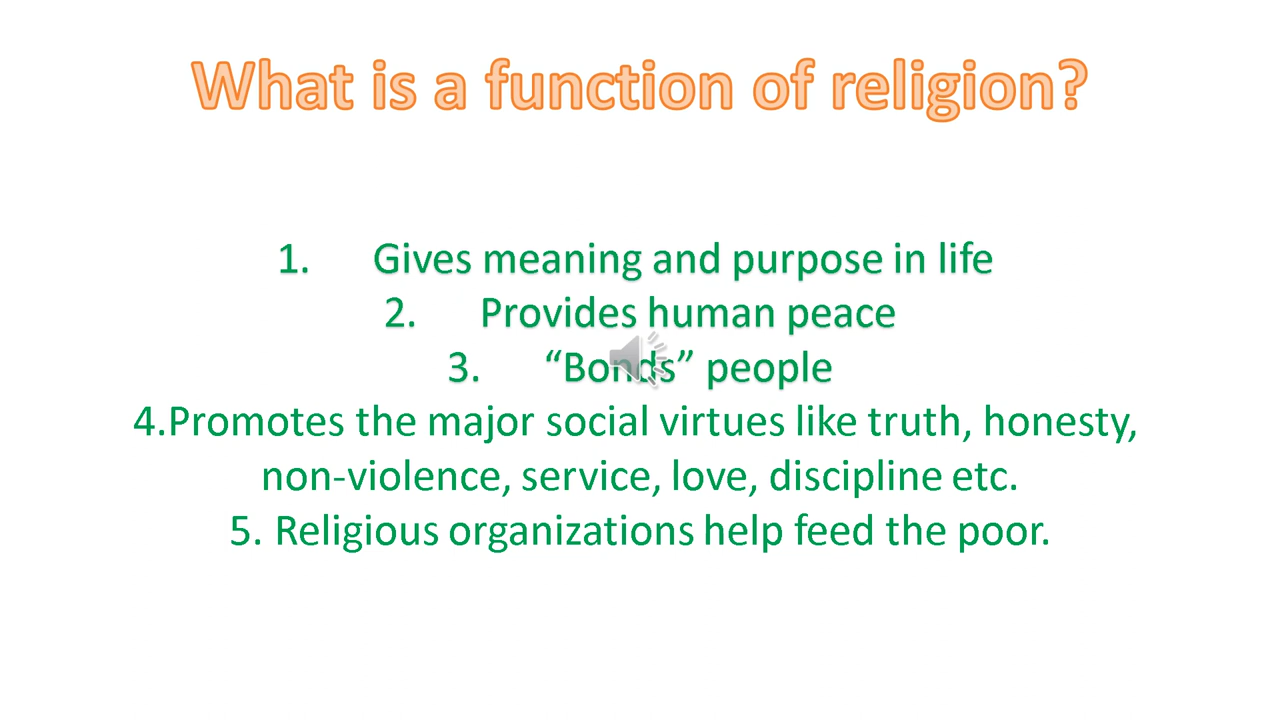 What is a function of religion?
1. Gives meaning and purpose in life
2. Provides human peace
3. “Bonds” people
4.Promotes the major social virtues like truth, honesty,
non-violence, service, love, discipline etc.
5. Religious organizations help feed the poor.